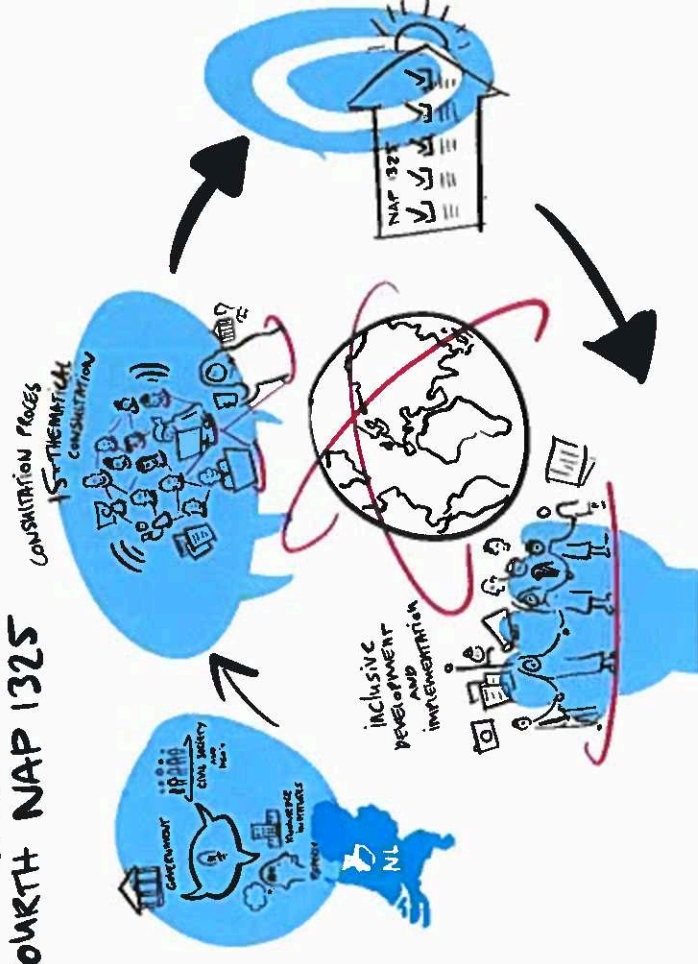 OURTH NAP 1325
CONSULTATION PROCES
15 THEMATICAL
CONSULTATION
GOVERNMENT
CIVIL SOCIETY
AND
KNOWLEDGE
INSTITUTES
NL
NAP 1325
INCLUSIVE
DEVELOPMENT
AND
IMPLEMENTATION